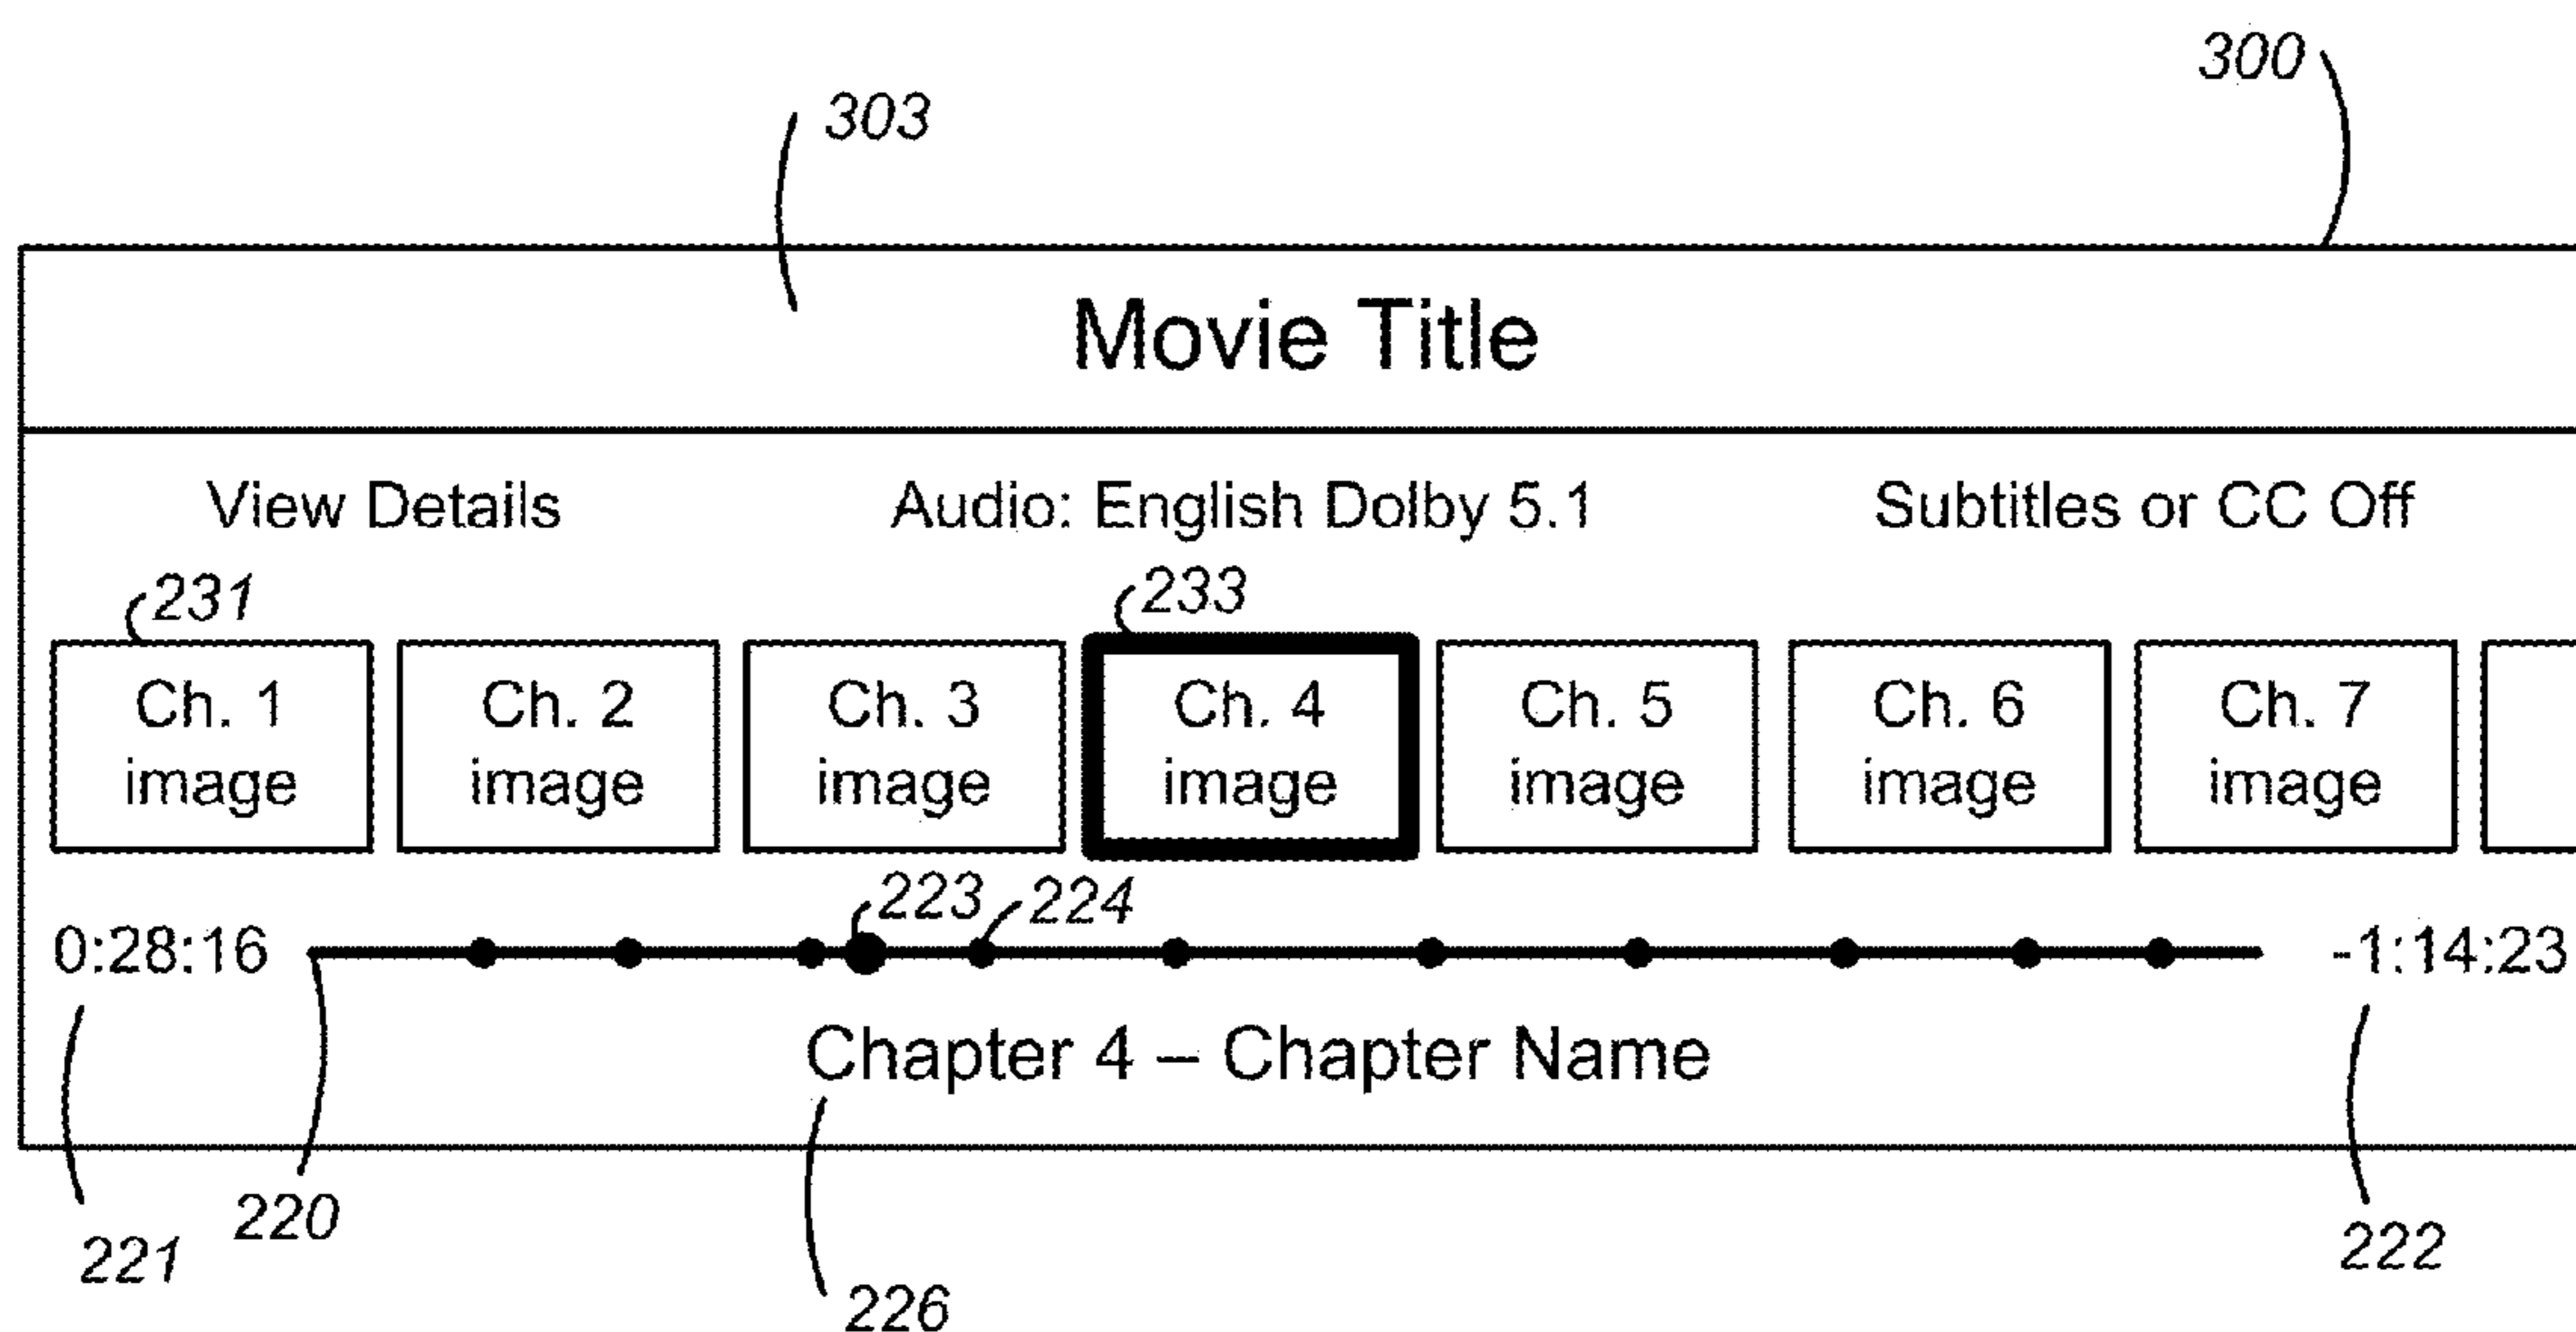 300
303
Movie Title
View Details Audio: English Dolby 5.1 Subtitles or CC Off
231 233
Ch. 1 Ch. 2 Ch. 3 Ch. 4 Ch. 5 Ch. 6 Ch. 7
image image image image image image image
223 224
0:28:16 -1:14:23
Chapter 4 – Chapter Name
220 222
221
226